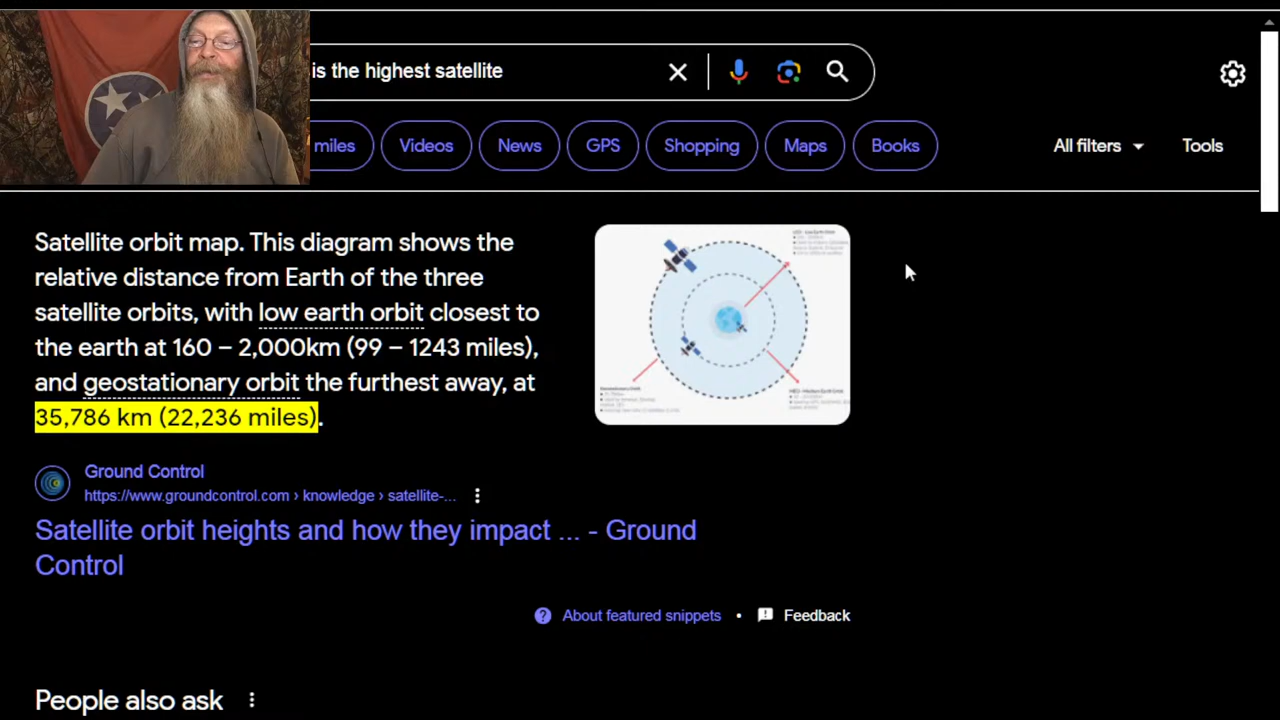 is the highest satellite
miles
Videos
News
GPS
Shopping
Maps
Books
All filters
Tools
Satellite orbit map. This diagram shows the
relative distance from Earth of the three
satellite orbits, with low earth orbit closest to
the earth at 160 – 2,000km (99 – 1243 miles),
and geostationary orbit the furthest away, at
35,786 km (22,236 miles).
Ground Control
https://www.groundcontrol.com › knowledge › satellite-...
Satellite orbit heights and how they impact ... - Ground
Control
About featured snippets • Feedback
People also ask